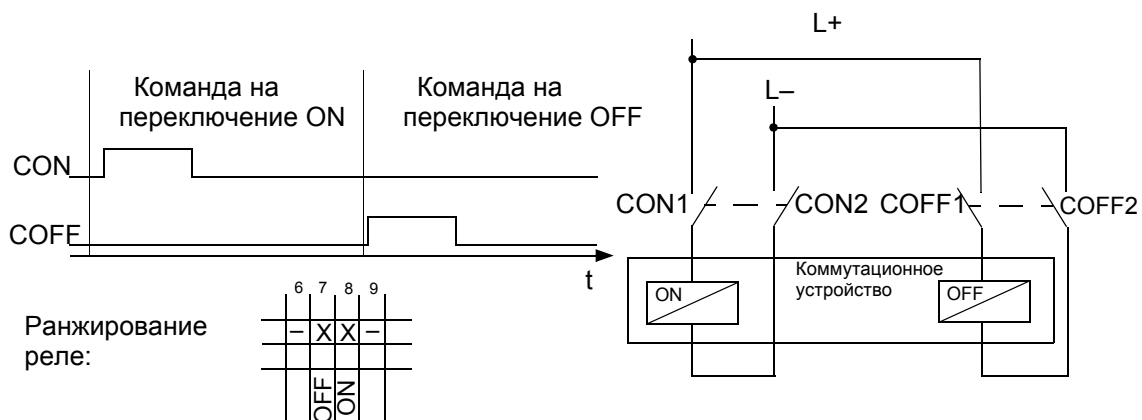 L+
Команда на
переключение ON
Команда на
переключение OFF
L–
CON
CON1
CON2
COFF1
COFF2
COFF
t
Коммутационное
устройство
ON
OFF
6 7 8 9
Ранжирование
реле:
– X X –
OFF
ON